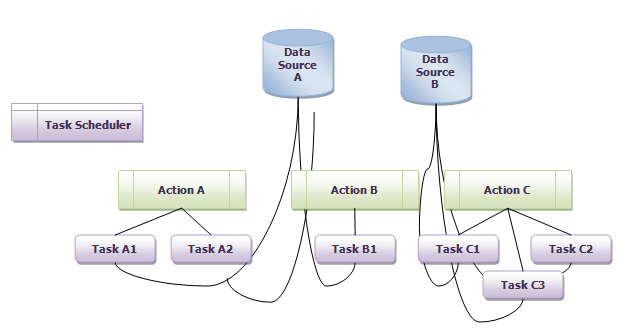 Data
Source
A
Data
Source
B
Task Scheduler
Action A
Action B
Action C
Task A1
Task A2
Task B1
Task C1
Task C2
Task C3